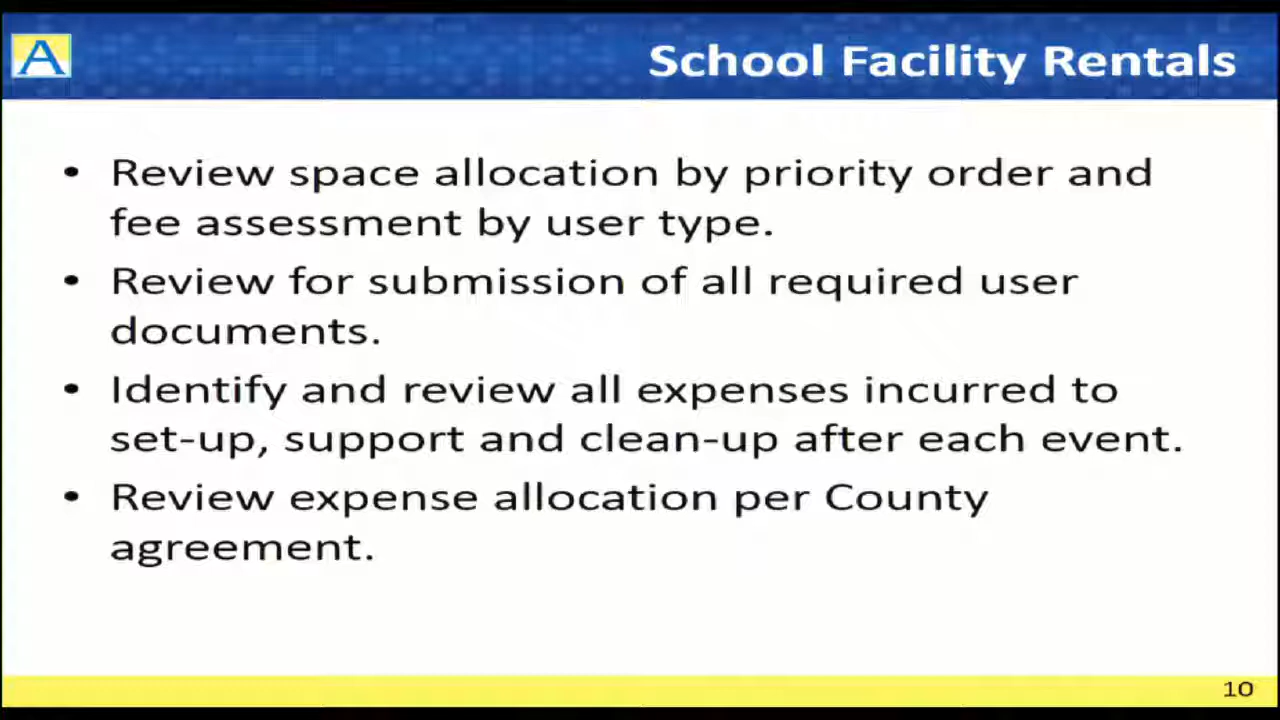 A
School Facility Rentals
• Review space allocation by priority order and
fee assessment by user type.
• Review for submission of all required user
documents.
• Identify and review all expenses incurred to
set-up, support and clean-up after each event.
• Review expense allocation per County
agreement.
10